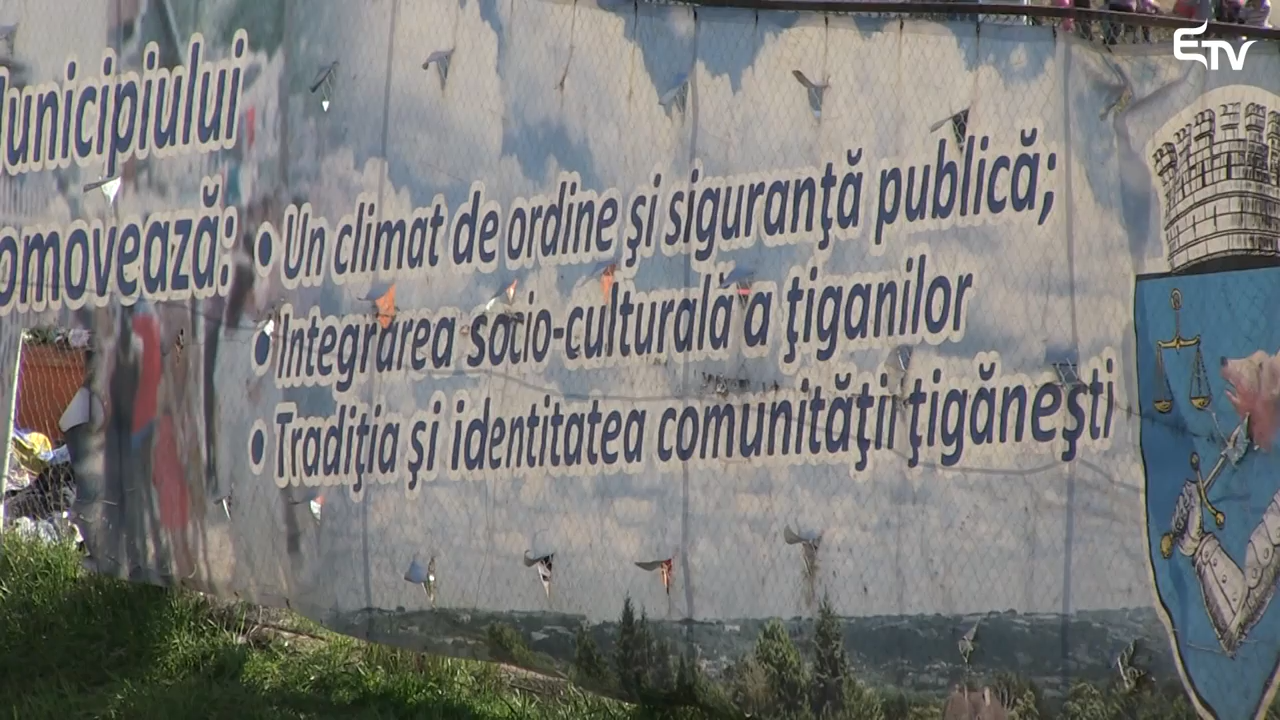 Municipiului
omovează:
• Un climat de ordine şi siguranţă publică;
• Integrarea socio-culturală a ţiganilor
• Tradiţia şi identitatea comunităţii ţigăneşti
ETV